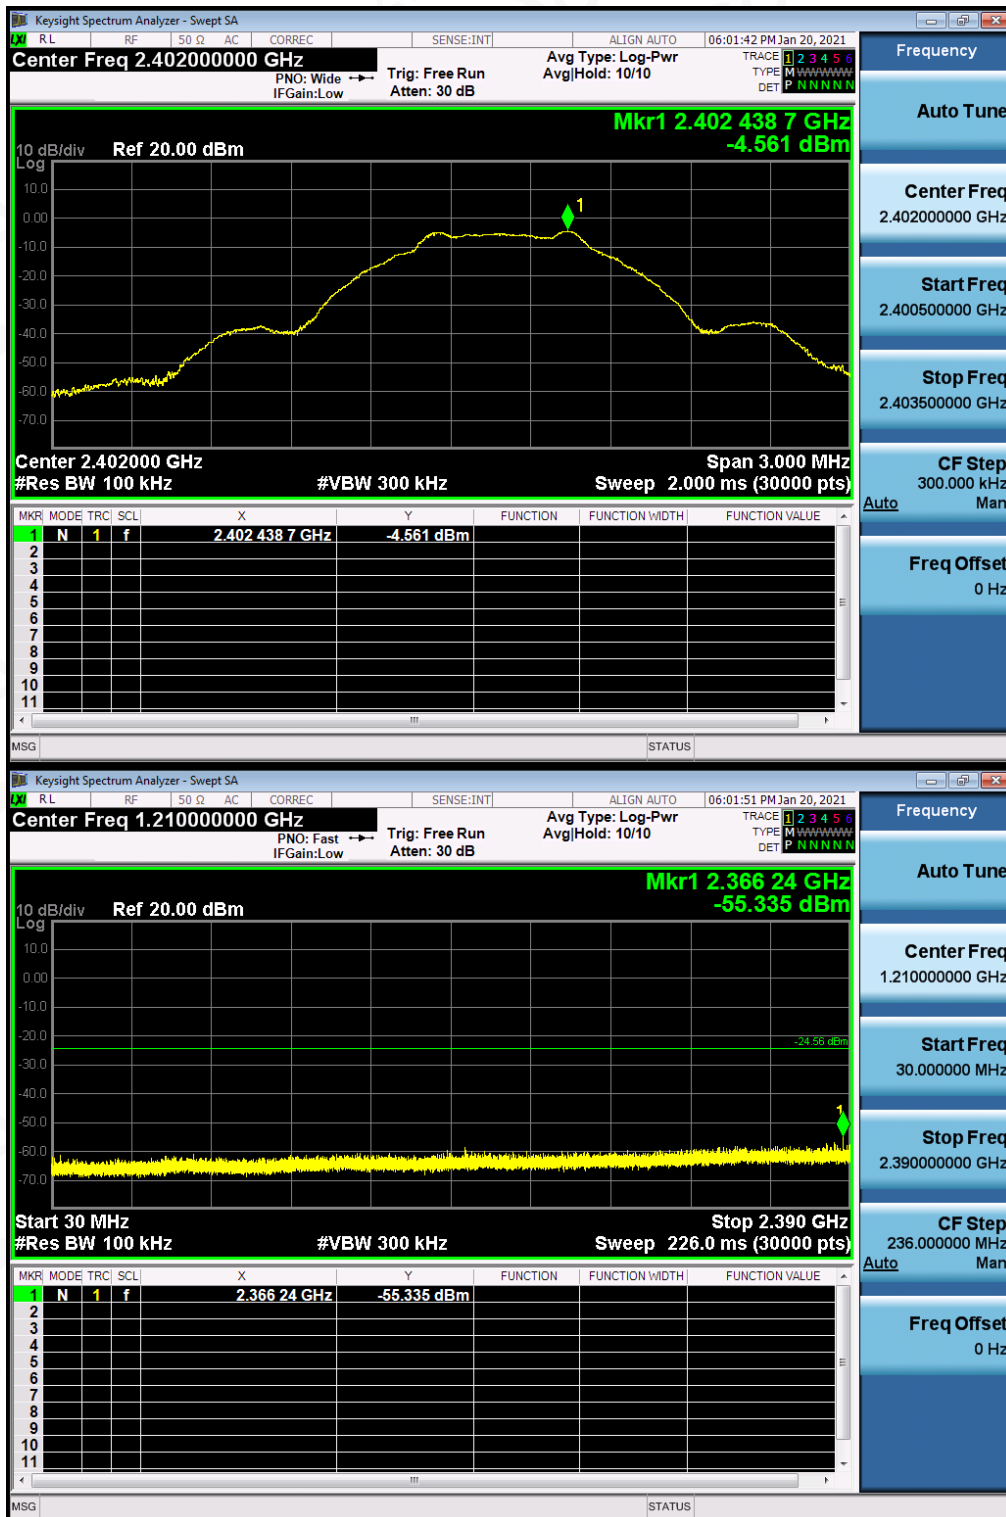 Keysight Spectrum Analyzer - Swept SA
LXI RL RF 50 Ω AC CORREC SENSE:INT ALIGN AUTO 06:01:42 PM Jan 20, 2021
Center Freq 2.402000000 GHz
PNO: Wide
IFGain:Low
Trig: Free Run
Atten: 30 dB
Avg Type: Log-Pwr
Avg|Hold: 10/10
TRACE 1 2 3 4 5 6
TYPE M WWWWW
DET P N N N N N
Mkr1 2.402 438 7 GHz
-4.561 dBm
10 dB/div Ref 20.00 dBm
Log
1
10.0
0.00
-10.0
-20.0
-30.0
-40.0
-50.0
-60.0
-70.0
Center 2.402000 GHz Span 3.000 MHz
#Res BW 100 kHz #VBW 300 kHz Sweep 2.000 ms (30000 pts)
MKR MODE TRC SCL X Y FUNCTION FUNCTION WIDTH FUNCTION VALUE
1 N 1 f 2.402 438 7 GHz -4.561 dBm
2
3
4
5
6
7
8
9
10
11
MSG STATUS
Frequency
Auto Tune
Center Freq
2.402000000 GHz
Start Freq
2.400500000 GHz
Stop Freq
2.403500000 GHz
CF Step
300.000 kHz
Auto Man
Freq Offset
0 Hz
Keysight Spectrum Analyzer - Swept SA
LXI RL RF 50 Ω AC CORREC SENSE:INT ALIGN AUTO 06:01:51 PM Jan 20, 2021
Center Freq 1.210000000 GHz
PNO: Fast
IFGain:Low
Trig: Free Run
Atten: 30 dB
Avg Type: Log-Pwr
Avg|Hold: 10/10
TRACE 1 2 3 4 5 6
TYPE M WWWWW
DET P N N N N N
Mkr1 2.366 24 GHz
-55.335 dBm
10 dB/div Ref 20.00 dBm
Log
10.0
0.00
-10.0
-20.0
-24.56 dBm
-30.0
-40.0
-50.0
1
-60.0
-70.0
Start 30 MHz Stop 2.390 GHz
#Res BW 100 kHz #VBW 300 kHz Sweep 226.0 ms (30000 pts)
MKR MODE TRC SCL X Y FUNCTION FUNCTION WIDTH FUNCTION VALUE
1 N 1 f 2.366 24 GHz -55.335 dBm
2
3
4
5
6
7
8
9
10
11
MSG STATUS
Frequency
Auto Tune
Center Freq
1.210000000 GHz
Start Freq
30.000000 MHz
Stop Freq
2.390000000 GHz
CF Step
236.000000 MHz
Auto Man
Freq Offset
0 Hz